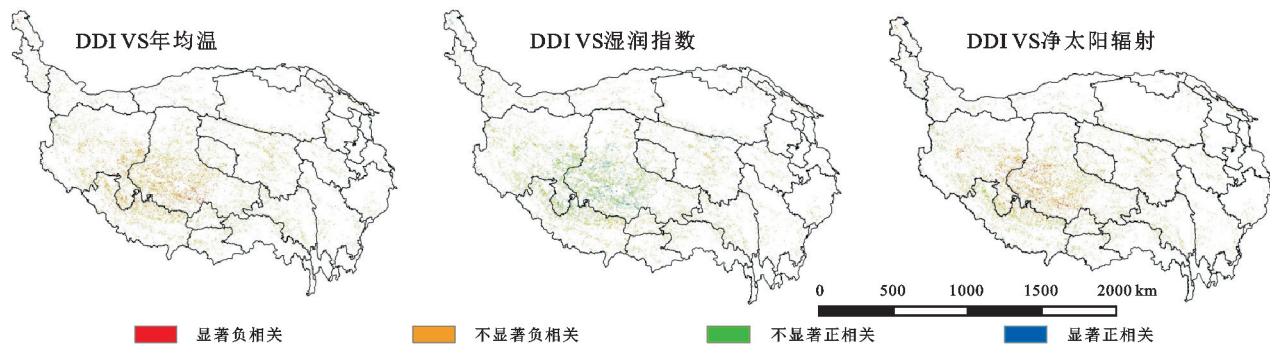 DDI VS年均温
DDI VS湿润指数
DDI VS净太阳辐射
0 500 1000 1500 2000 km
显著负相关 不显著负相关 不显著正相关 显著正相关